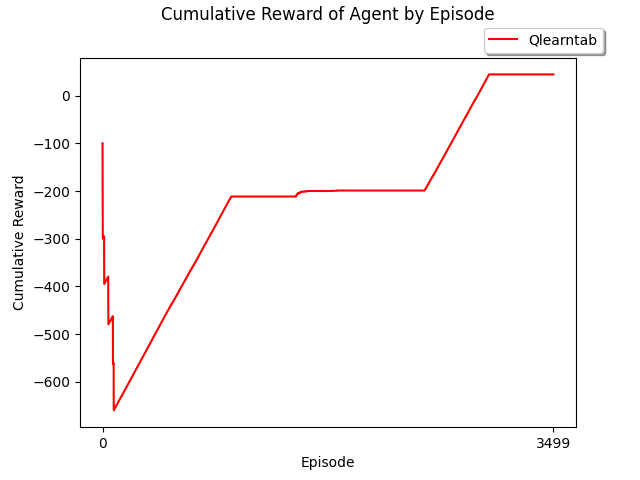 Cumulative Reward of Agent by Episode
Qlearntab
0
−100
−200
−300
−400
−500
−600
Cumulative Reward
0
3499
Episode